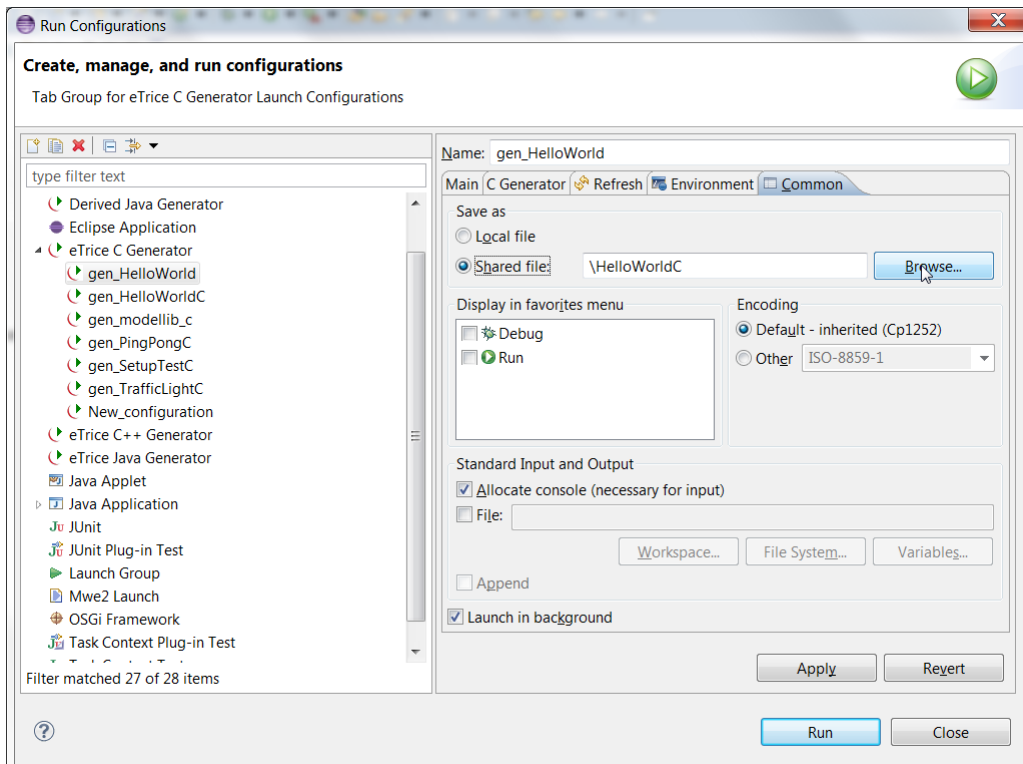 Run Configurations
Create, manage, and run configurations
Tab Group for eTrice C Generator Launch Configurations
type filter text
Derived Java Generator
Eclipse Application
eTrice C Generator
gen_HelloWorld
gen_HelloWorldC
gen_modellib_c
gen_PingPongC
gen_SetupTestC
gen_TrafficLightC
New_configuration
eTrice C++ Generator
eTrice Java Generator
Java Applet
Java Application
JUnit
JUnit Plug-in Test
Launch Group
Mwe2 Launch
OSGi Framework
Task Context Plug-in Test
Filter matched 27 of 28 items
Name: gen_HelloWorld
Main C Generator Refresh Environment Common
Save as
Local file
Shared file: \HelloWorldC Browse...
Display in favorites menu
Debug
Run
Encoding
Default - inherited (Cp1252)
Other ISO-8859-1
Standard Input and Output
Allocate console (necessary for input)
File:
Workspace... File System... Variables...
Append
Launch in background
Apply Revert
Run Close